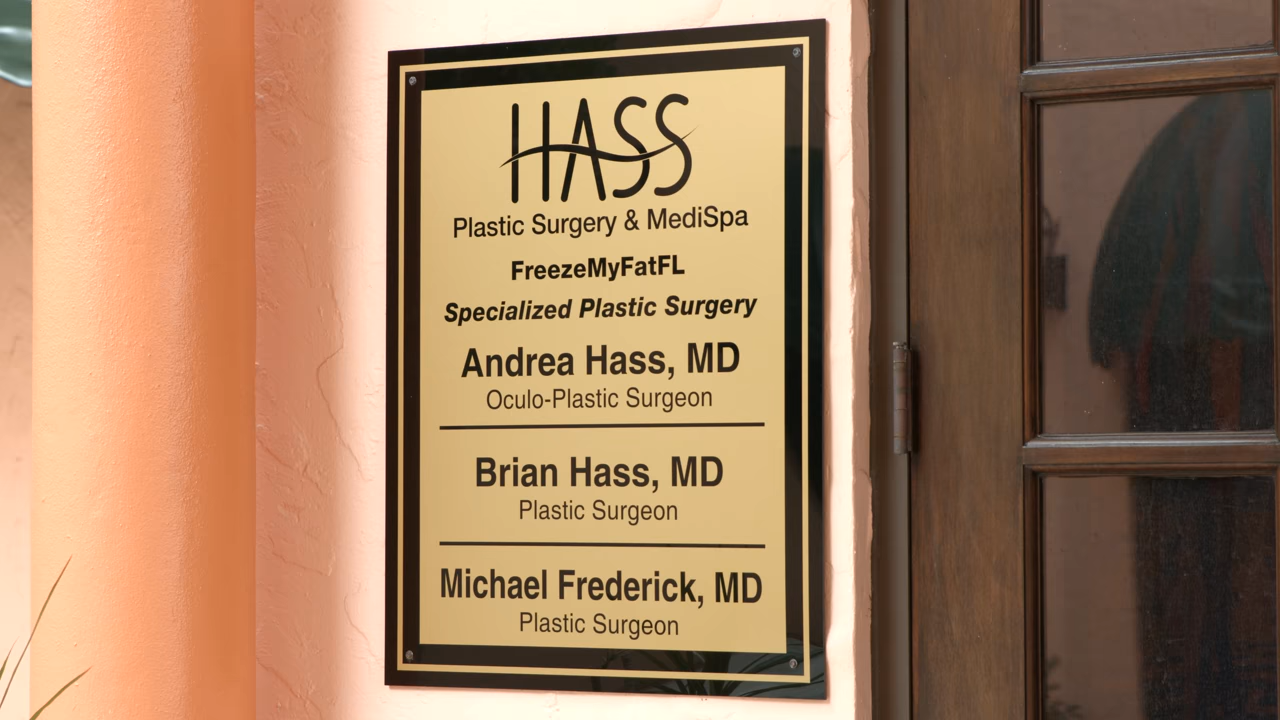 HASS
Plastic Surgery & MediSpa
FreezeMyFatFL
Specialized Plastic Surgery
Andrea Hass, MD
Oculo-Plastic Surgeon
Brian Hass, MD
Plastic Surgeon
Michael Frederick, MD
Plastic Surgeon